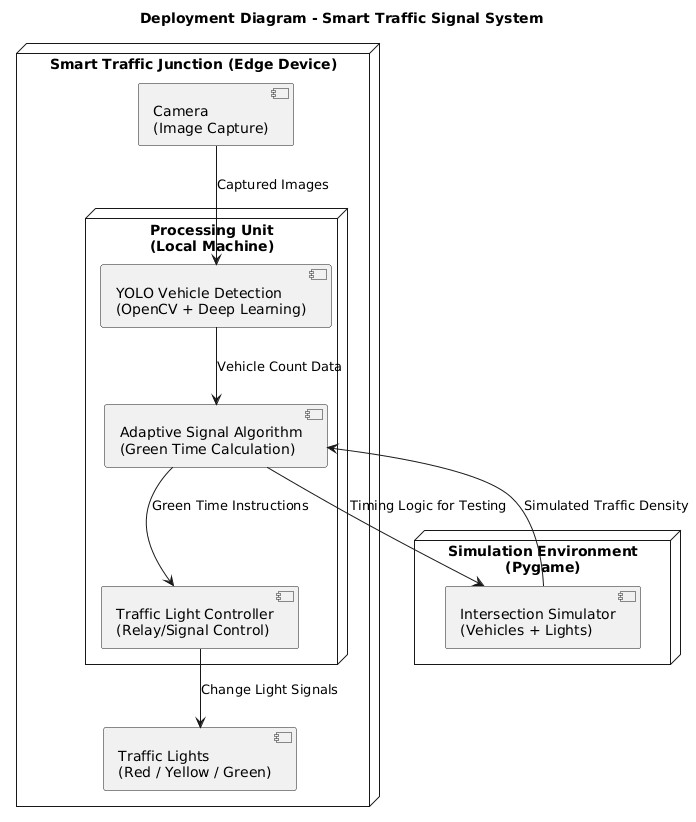 Deployment Diagram - Smart Traffic Signal System
Smart Traffic Junction (Edge Device)
Camera
(Image Capture)
Captured Images
Processing Unit
(Local Machine)
YOLO Vehicle Detection
(OpenCV + Deep Learning)
Vehicle Count Data
Adaptive Signal Algorithm
(Green Time Calculation)
Green Time Instructions
Timing Logic for Testing
Simulated Traffic Density
Simulation Environment
(Pygame)
Traffic Light Controller
(Relay/Signal Control)
Intersection Simulator
(Vehicles + Lights)
Change Light Signals
Traffic Lights
(Red / Yellow / Green)